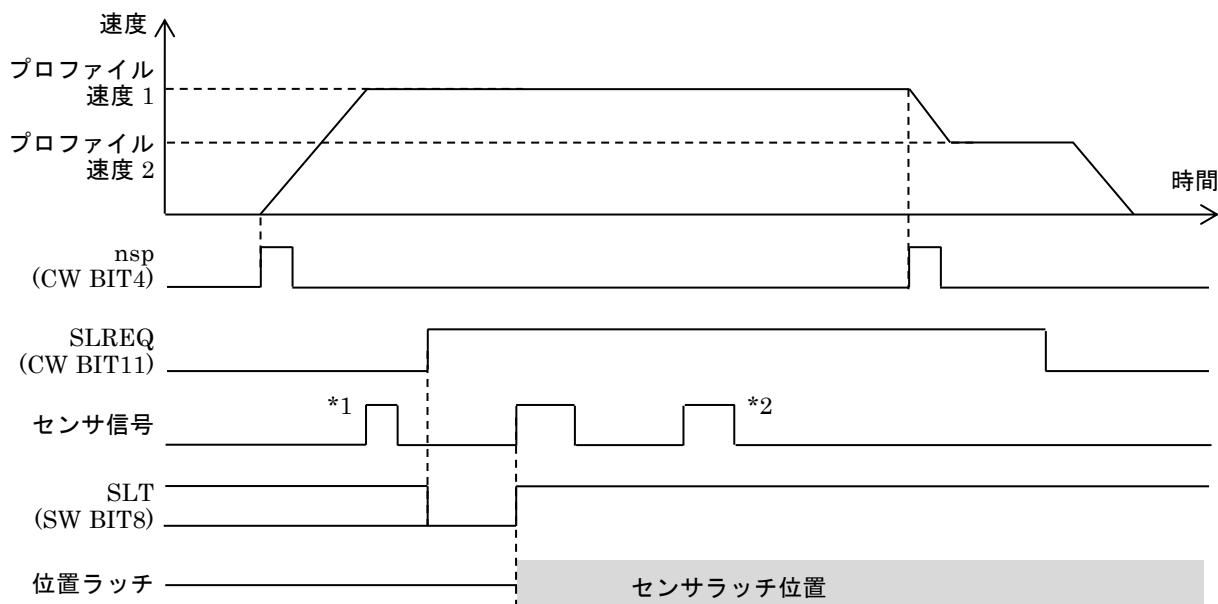 速度
プロファイル
速度 1
プロファイル
速度 2
時間
nsp
(CW BIT4)
SLREQ
(CW BIT11)
*1
*2
センサ信号
SLT
(SW BIT8)
位置ラッチ
センサラッチ位置